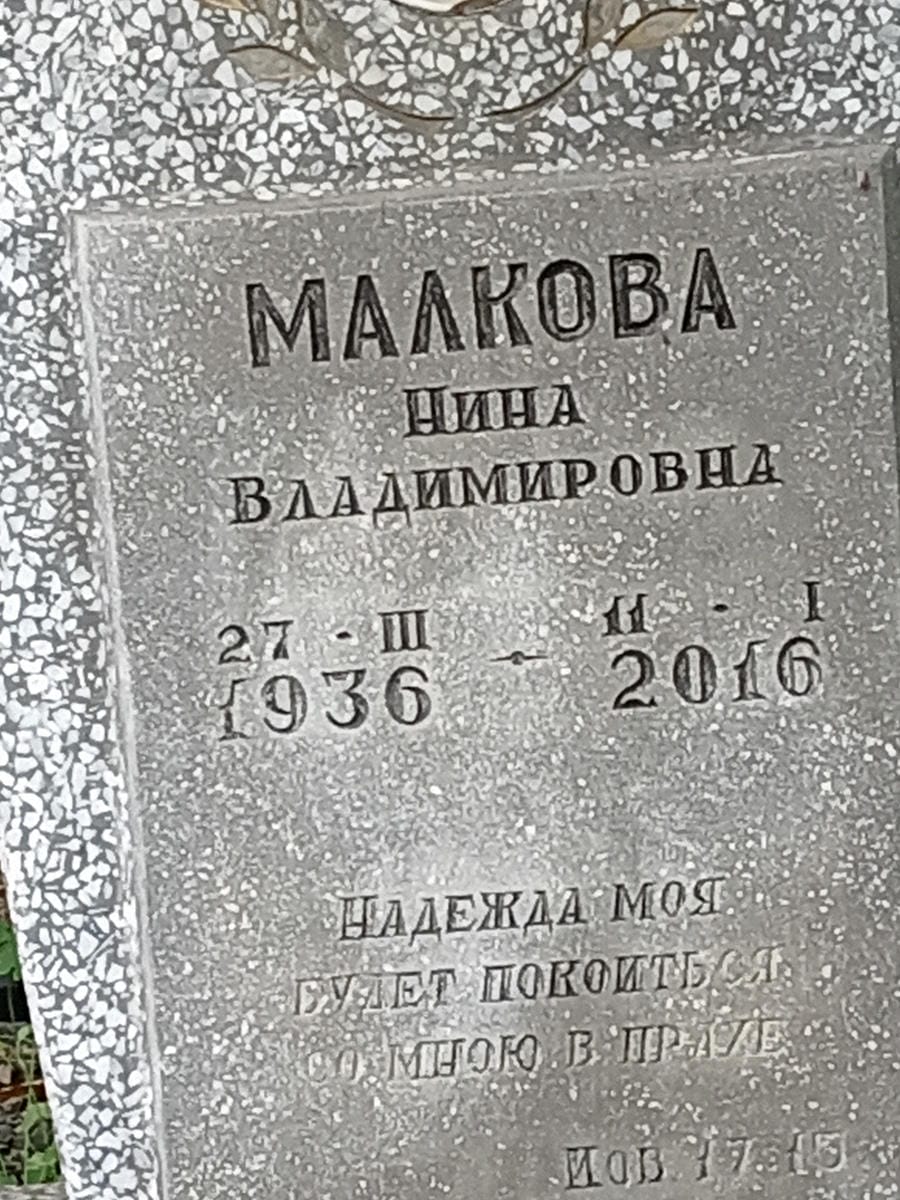 МАЛКОВА
НИНА
ВЛАДИМИРОВНА
27 - III — 11 - I
1936 2016
НАДЕЖДА МОЯ
БУДЕТ ПОКОИТЬСЯ
СО МНОЮ В ПРАХЕ
ИОВ 17:15